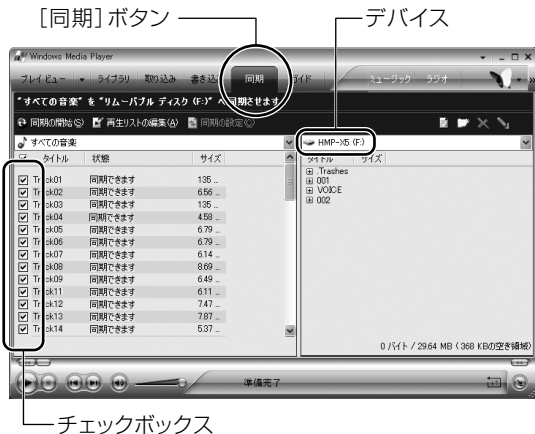 ［同期］ボタン
デバイス
Windows Media Player
プレイ ビュー ライブラリ 取り込み 書き込 同期 ガイド ミュージック ラジオ
"すべての音楽" を "リムーバブル ディスク (F:)" へ同期させます
同期の開始(S) 再生リストの編集(A) 同期の設定(O)
すべての音楽
HMP-X5 (F:)
タイトル 状態 サイズ
タイトル サイズ
Track01 同期できます 135 ...
Track02 同期できます 6.56 ...
Track03 同期できます 135 ...
Track04 同期できます 4.58 ...
Track05 同期できます 6.79 ...
Track06 同期できます 6.79 ...
Track07 同期できます 6.14 ...
Track08 同期できます 8.69 ...
Track09 同期できます 6.49 ...
Track11 同期できます 6.11 ...
Track12 同期できます 7.47 ...
Track13 同期できます 7.87 ...
Track14 同期できます 5.37 ...
.Trashes
001
VOICE
002
0 バイト / 29.64 MB ( 368 KBの空き領域)
準備完了
チェックボックス